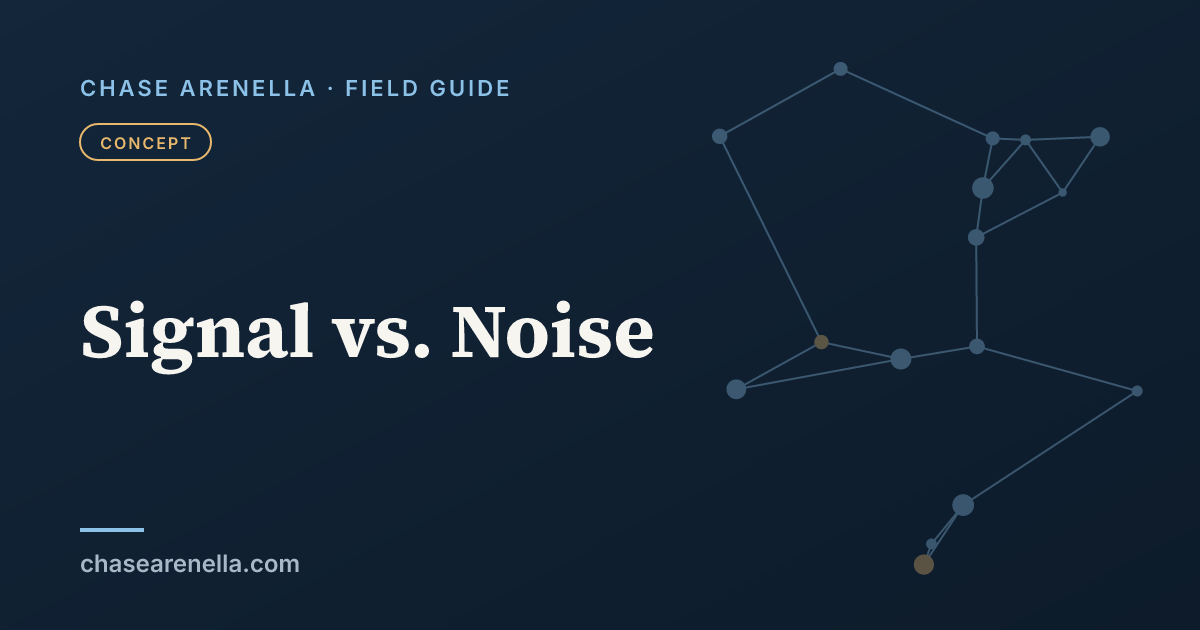 CHASE ARENELLA · FIELD GUIDE
CONCEPT
Signal vs. Noise
chasearenella.com